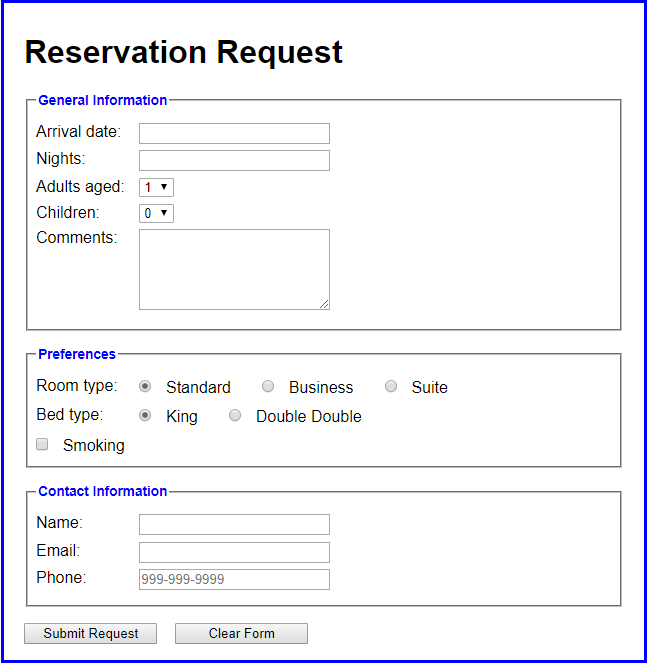 Reservation Request
General Information
Arrival date:
Nights:
Adults aged: 1
Children: 0
Comments:
Preferences
Room type: Standard Business Suite
Bed type: King Double Double
Smoking
Contact Information
Name:
Email:
Phone: 999-999-9999
Submit Request Clear Form